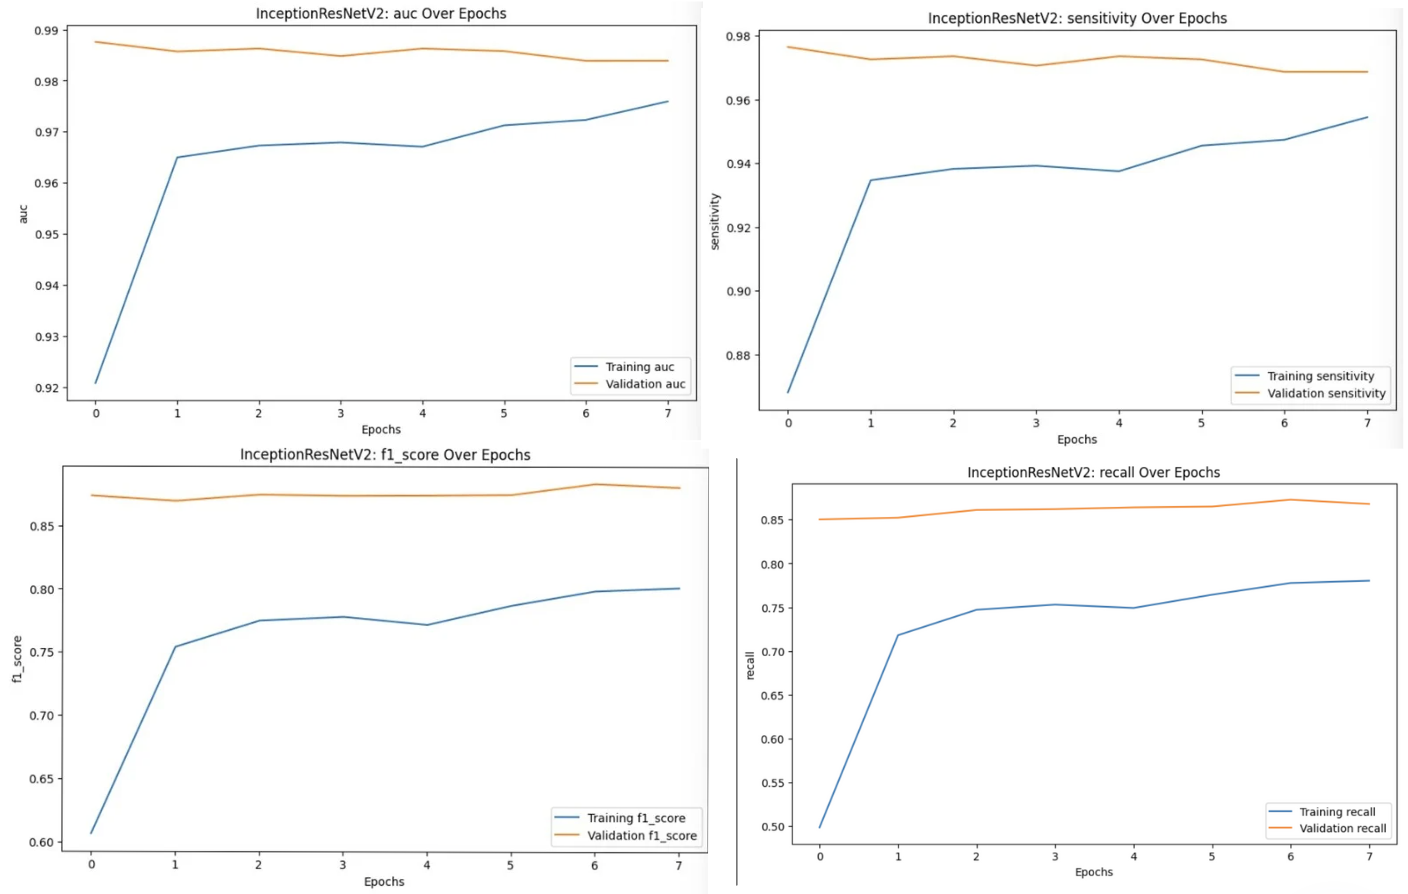 InceptionResNetV2: auc Over Epochs
0.99
0.98
0.97
0.96
0.95
0.94
0.93
0.92
auc
0 1 2 3 4 5 6 7
Epochs
Training auc
Validation auc
InceptionResNetV2: sensitivity Over Epochs
0.98
0.96
0.94
0.92
0.90
0.88
sensitivity
0 1 2 3 4 5 6 7
Epochs
Training sensitivity
Validation sensitivity
InceptionResNetV2: f1_score Over Epochs
0.85
0.80
0.75
0.70
0.65
0.60
f1_score
0 1 2 3 4 5 6 7
Epochs
Training f1_score
Validation f1_score
InceptionResNetV2: recall Over Epochs
0.85
0.80
0.75
0.70
0.65
0.60
0.55
0.50
recall
0 1 2 3 4 5 6 7
Epochs
Training recall
Validation recall